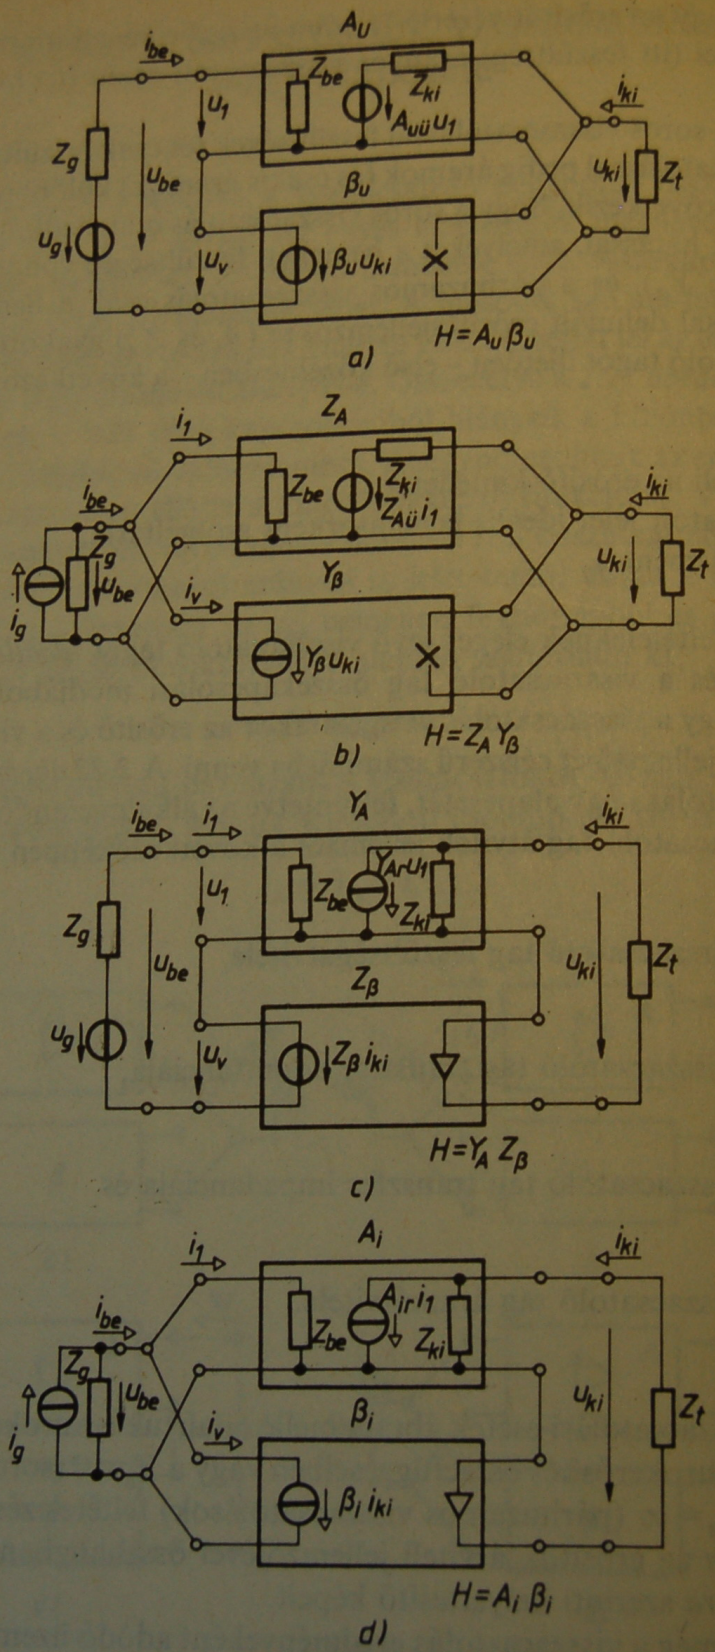 A_u
i_be
Z_be
Z_ki
u_1
A_uü u_1
i_ki
Z_g
u_be
β_u
u_ki
Z_t
u_g
u_v
β_u u_ki
H=A_u β_u
a)
Z_A
i_1
i_be
Z_be
Z_ki
Z_Aü i_1
i_ki
Z_g
u_be
i_g
Y_β
i_v
u_ki
Z_t
Y_β u_ki
H=Z_A Y_β
b)
Y_A
i_be
i_1
i_ki
u_1
Z_be
Y_Ar u_1
Z_ki
Z_g
u_be
Z_β
u_ki
Z_t
u_g
u_v
Z_β i_ki
H=Y_A Z_β
c)
A_i
i_1
i_ki
i_be
Z_be
A_ir i_1
Z_ki
Z_g
u_be
i_g
β_i
i_v
u_ki
Z_t
β_i i_ki
H=A_i β_i
d)